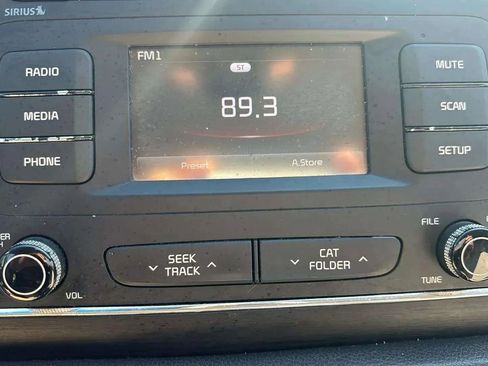 SIRIUS
FM1
RADIO
MUTE
ST
MEDIA
89.3
SCAN
PHONE
Preset
A.Store
SETUP
SEEK
TRACK
CAT
FOLDER
FILE
VOL
TUNE